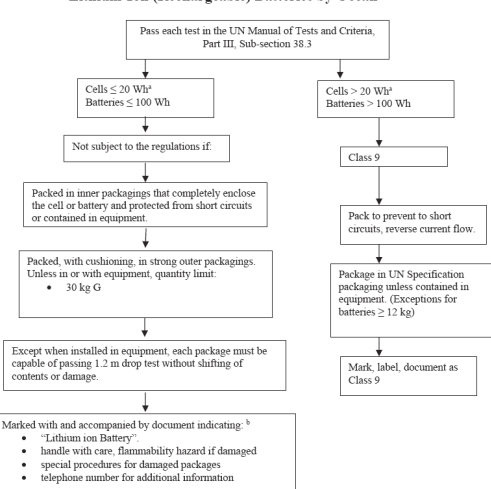 Lithium Ion (Rechargeable) Batteries by Ocean
Pass each test in the UN Manual of Tests and Criteria,
Part III, Sub-section 38.3
Cells ≤ 20 Whᵃ
Batteries ≤ 100 Wh
Not subject to the regulations if:
Packed in inner packagings that completely enclose
the cell or battery and protected from short circuits
or contained in equipment.
Packed, with cushioning, in strong outer packagings.
Unless in or with equipment, quantity limit:
• 30 kg G
Except when installed in equipment, each package must be
capable of passing 1.2 m drop test without shifting of
contents or damage.
Marked with and accompanied by document indicating: ᵇ
• “Lithium ion Battery”.
• handle with care, flammability hazard if damaged
• special procedures for damaged packages
• telephone number for additional information
Cells > 20 Whᵃ
Batteries > 100 Wh
Class 9
Pack to prevent to short
circuits, reverse current flow.
Package in UN Specification
packaging unless contained in
equipment. (Exceptions for
batteries ≥ 12 kg)
Mark, label, document as
Class 9